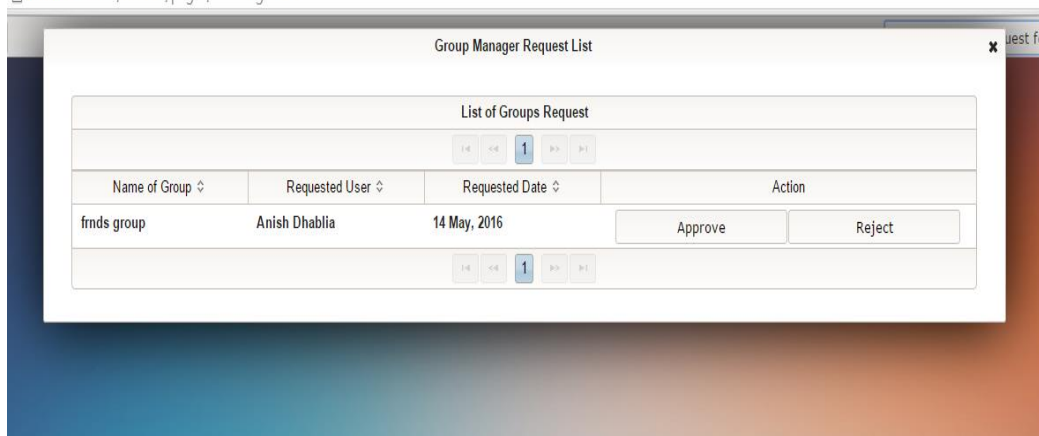 Group Manager Request List
uest f
List of Groups Request
1
Name of Group Requested User Requested Date Action
frnds group Anish Dhablia 14 May, 2016 Approve Reject
1